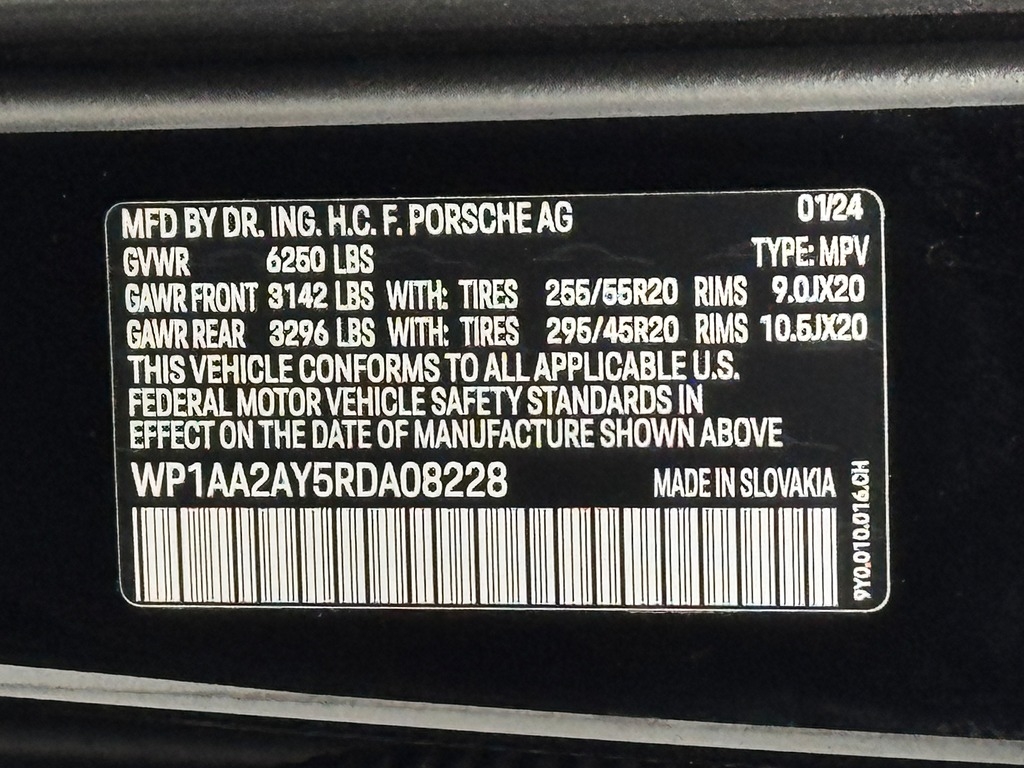 MFD BY DR. ING. H.C. F. PORSCHE AG 01/24
GVWR 6250 LBS TYPE: MPV
GAWR FRONT 3142 LBS WITH: TIRES 255/55R20 RIMS 9.0JX20
GAWR REAR 3296 LBS WITH: TIRES 295/45R20 RIMS 10.5JX20
THIS VEHICLE CONFORMS TO ALL APPLICABLE U.S.
FEDERAL MOTOR VEHICLE SAFETY STANDARDS IN
EFFECT ON THE DATE OF MANUFACTURE SHOWN ABOVE
WP1AA2AY5RDA08228 MADE IN SLOVAKIA
9Y0.010.016.CH